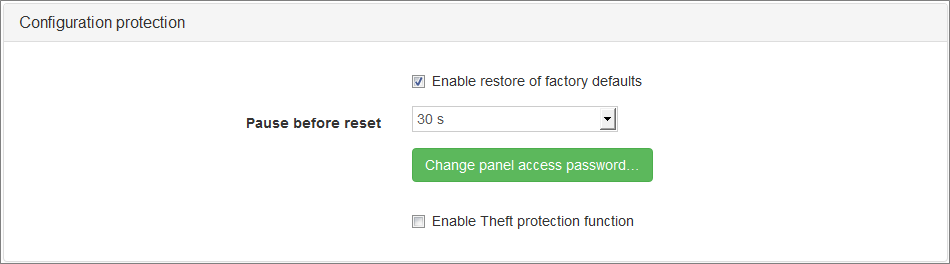 Configuration protection
Enable restore of factory defaults
Pause before reset 30 s
Change panel access password...
Enable Theft protection function